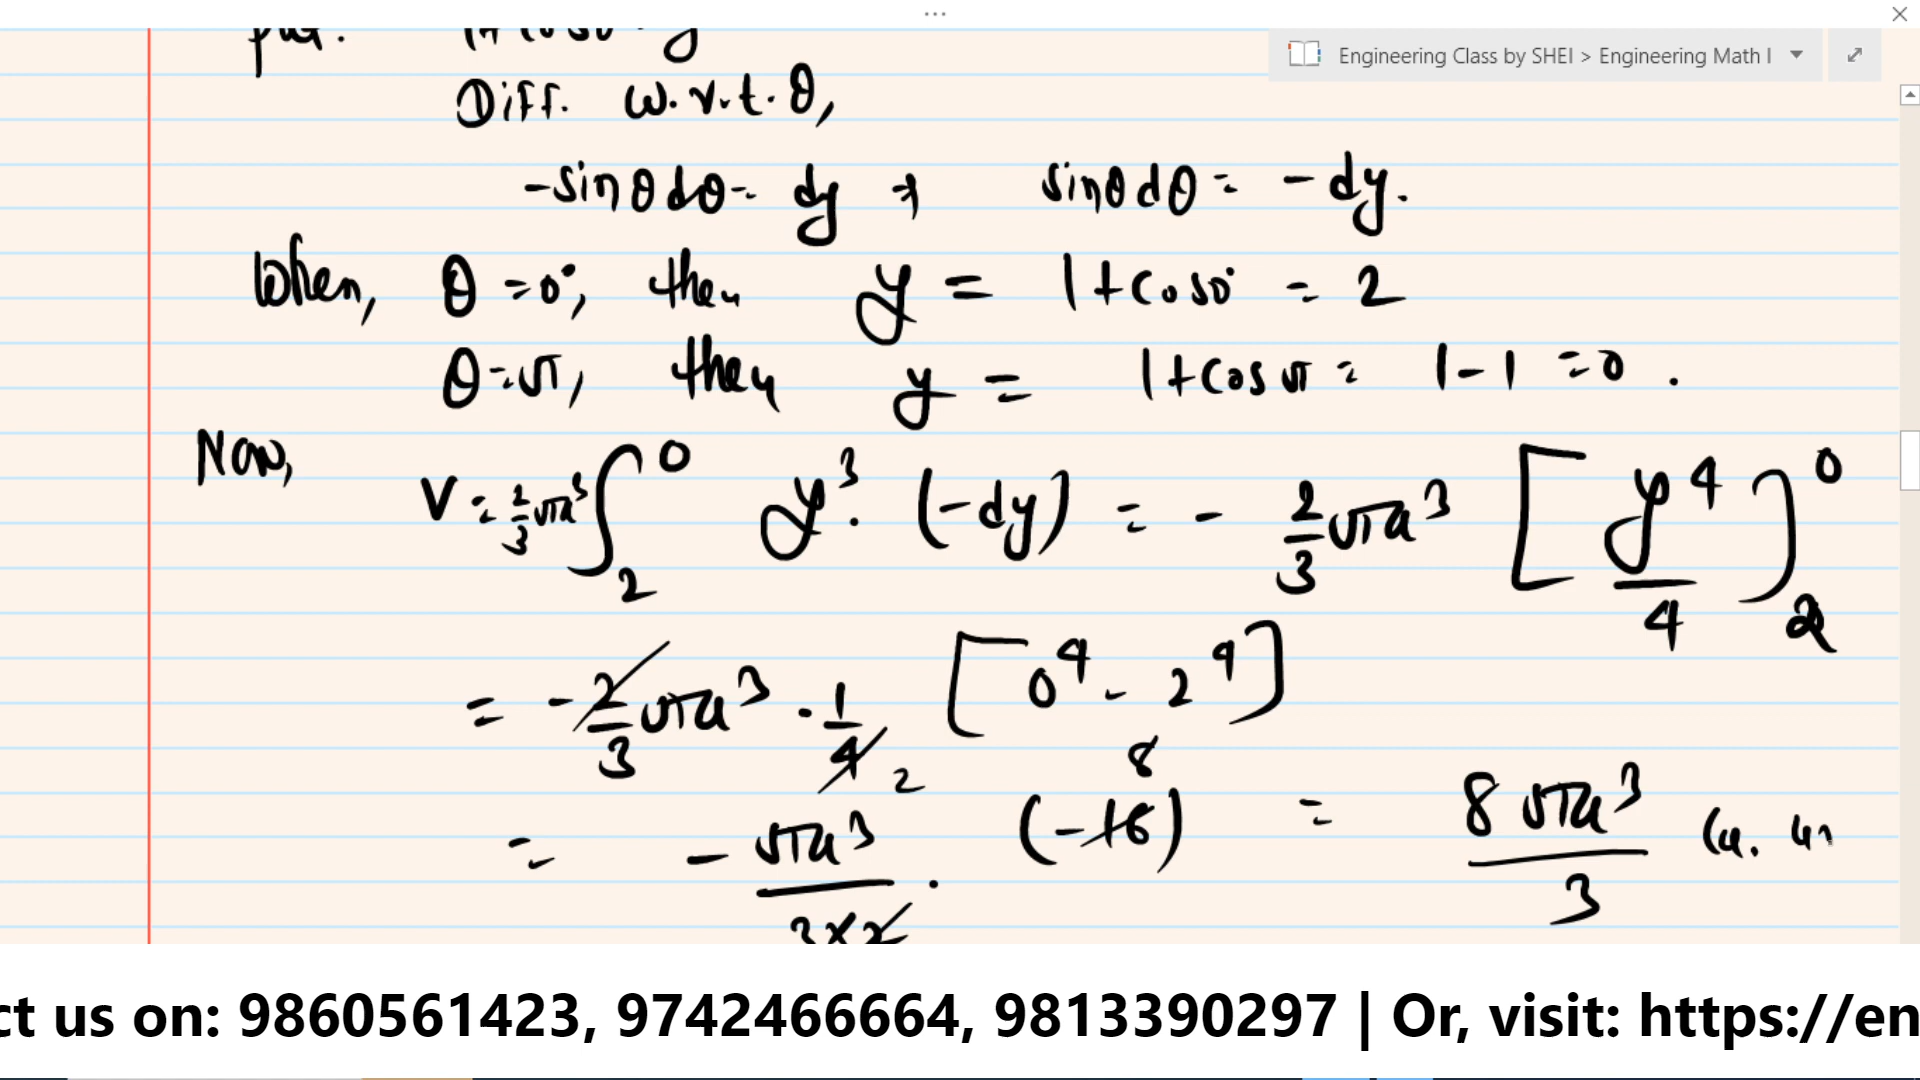 Engineering Class by SHEI > Engineering Math I
put. 1+cosθ = y
Diff. w.r.t. θ,
-sinθ dθ = dy ⇒ sinθ dθ = -dy.
When, θ = 0°, then y = 1+cos0° = 2
θ = π, then y = 1+cosπ = 1-1 = 0.
Now,
V = 2/3 πa³ ∫₂⁰ y³. (-dy) = - 2/3 πa³ [y⁴/4]₂⁰
= -2/3 πa³ . 1/4 2 [0⁴ - 2⁴]
= - πa³/3×2 . (-16) 8 = 8πa³/3
ct us on: 9860561423, 9742466664, 9813390297 | Or, visit: https://en